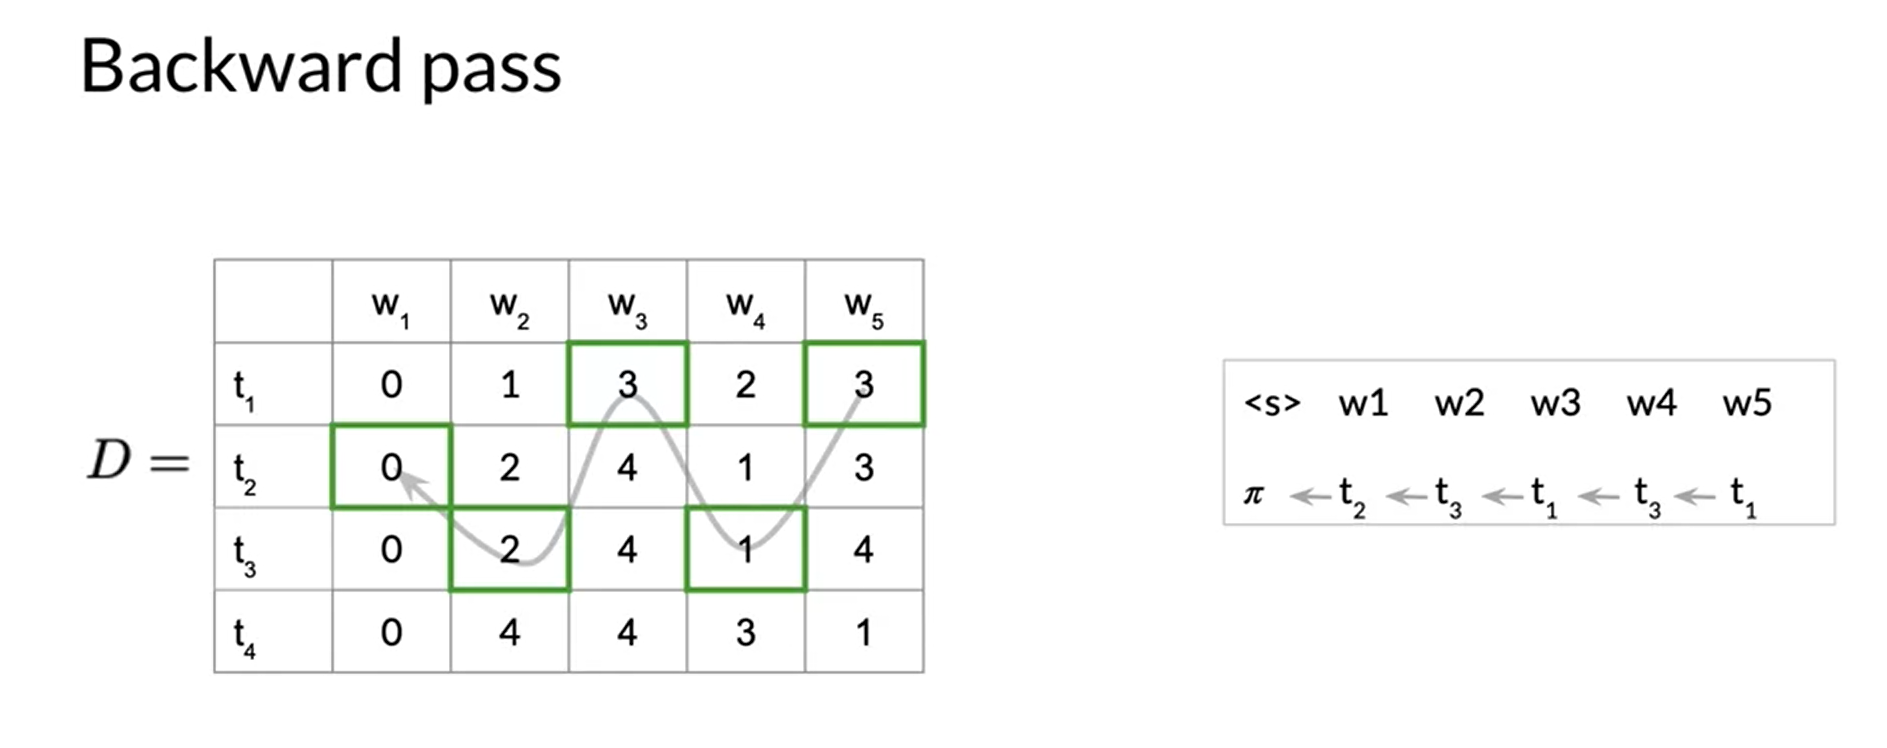 Backward pass
w1 w2 w3 w4 w5
t1 0 1 3 2 3
D = t2 0 2 4 1 3
t3 0 2 4 1 4
t4 0 4 4 3 1
<s> w1 w2 w3 w4 w5
π ← t2 ← t3 ← t1 ← t3 ← t1